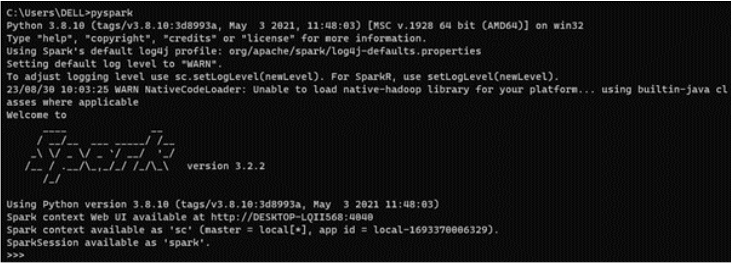 C:\Users\DELL>pyspark
Python 3.8.10 (tags/v3.8.10:3d8993a, May  3 2021, 11:48:03) [MSC v.1928 64 bit (AMD64)] on win32
Type "help", "copyright", "credits" or "license" for more information.
Using Spark's default log4j profile: org/apache/spark/log4j-defaults.properties
Setting default log level to "WARN".
To adjust logging level use sc.setLogLevel(newLevel). For SparkR, use setLogLevel(newLevel).
23/08/30 10:03:25 WARN NativeCodeLoader: Unable to load native-hadoop library for your platform... using builtin-java cl
asses where applicable
Welcome to
Spark version 3.2.2
Using Python version 3.8.10 (tags/v3.8.10:3d8993a, May  3 2021 11:48:03)
Spark context Web UI available at http://DESKTOP-LQII568:4040
Spark context available as 'sc' (master = local[*], app id = local-1693370006329).
SparkSession available as 'spark'.
>>>